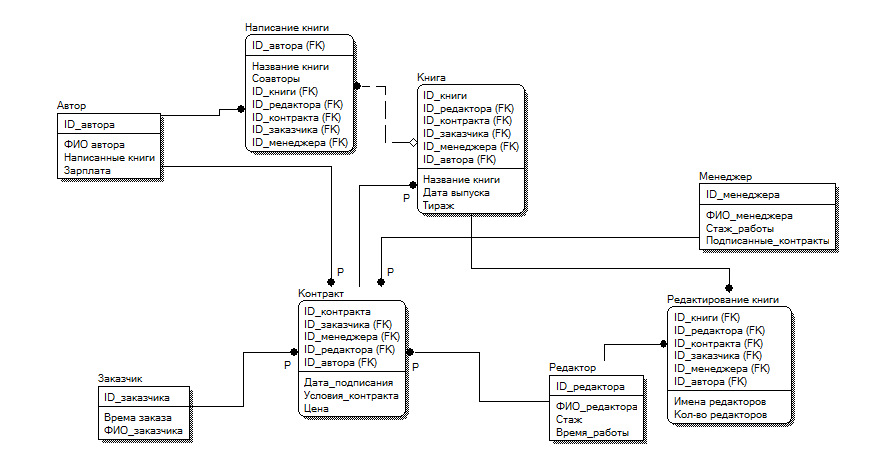 Написание книги
ID_автора (FK)
Название книги
Соавторы
ID_книги (FK)
ID_редактора (FK)
ID_контракта (FK)
ID_заказчика (FK)
ID_менеджера (FK)
Книга
ID_книги
ID_редактора (FK)
ID_контракта (FK)
ID_заказчика (FK)
ID_менеджера (FK)
ID_автора (FK)
Название книги
Дата выпуска
Тираж
Автор
ID_автора
ФИО автора
Написанные книги
Зарплата
Менеджер
ID_менеджера
ФИО_менеджера
Стаж_работы
Подписанные_контракты
P
P
P
Контракт
ID_контракта
ID_заказчика (FK)
ID_менеджера (FK)
ID_редактора (FK)
ID_автора (FK)
Дата_подписания
Условия_контракта
Цена
Редактирование книги
ID_книги (FK)
ID_редактора (FK)
ID_контракта (FK)
ID_заказчика (FK)
ID_менеджера (FK)
ID_автора (FK)
Имена редакторов
Кол-во редакторов
P
P
Заказчик
ID_заказчика
Врема заказа
ФИО_заказчика
Редактор
ID_редактора
ФИО_редактора
Стаж
Время_работы